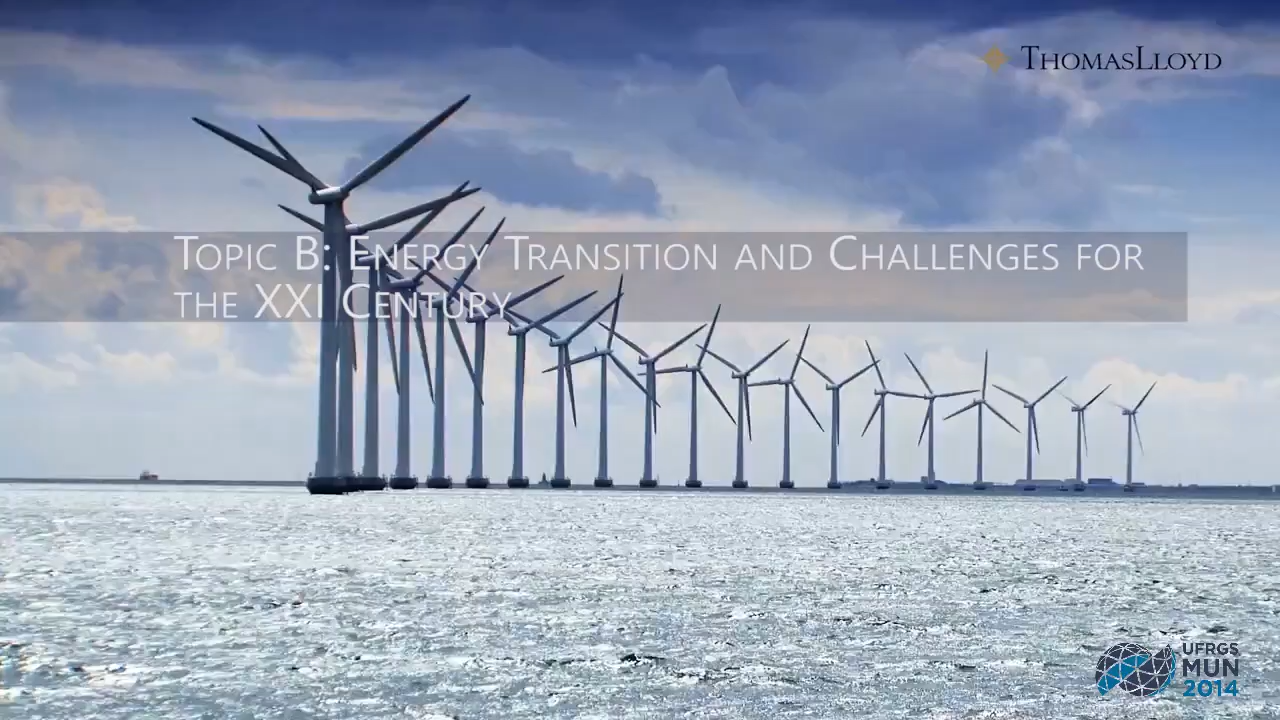 THOMASLLOYD
TOPIC B: ENERGY TRANSITION AND CHALLENGES FOR
THE XXI CENTURY
UFRGS
MUN
2014